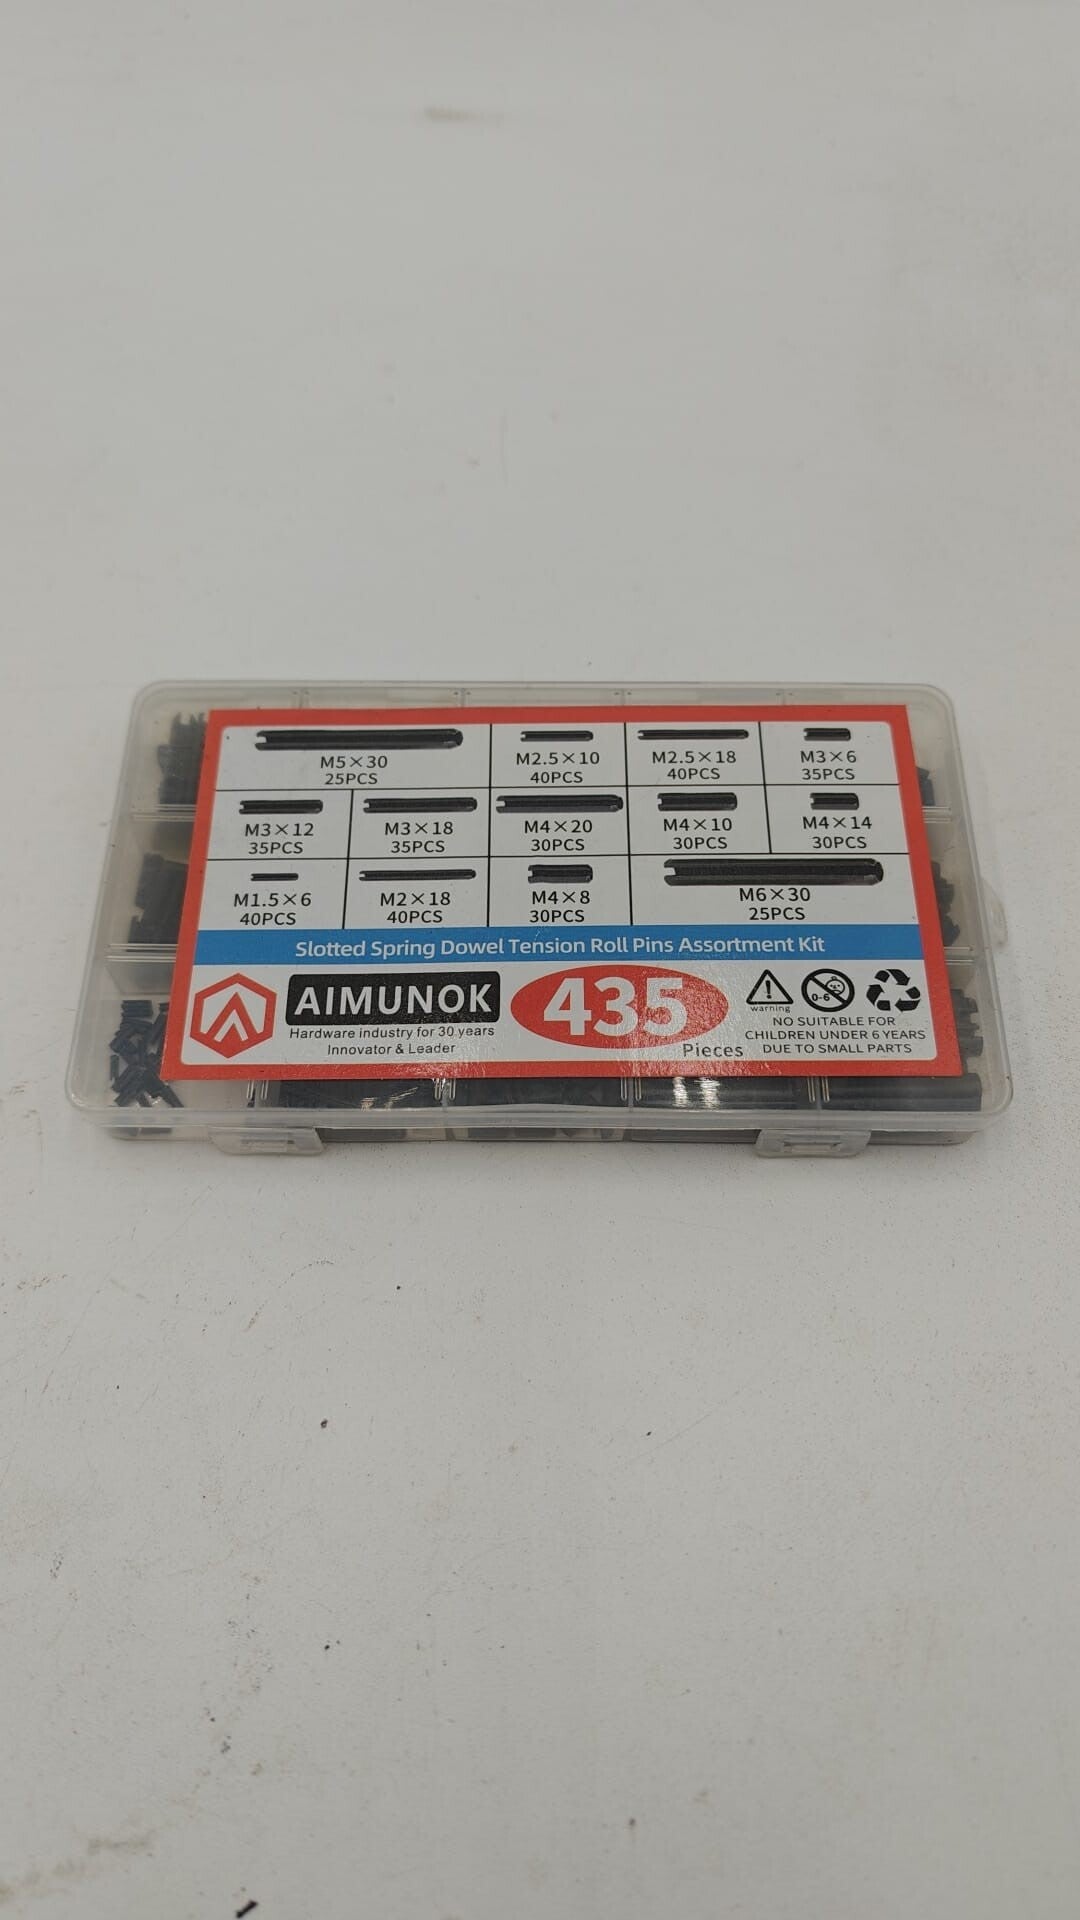 M5×30
25PCS
M2.5×10
40PCS
M2.5×18
40PCS
M3×6
35PCS
M3×12
35PCS
M3×18
35PCS
M4×20
30PCS
M4×10
30PCS
M4×14
30PCS
M1.5×6
40PCS
M2×18
40PCS
M4×8
30PCS
M6×30
25PCS
Slotted Spring Dowel Tension Roll Pins Assortment Kit
AIMUNOK
Hardware industry for 30 years
Innovator & Leader
435
Pieces
warning
0-6
NO SUITABLE FOR
CHILDREN UNDER 6 YEARS
DUE TO SMALL PARTS